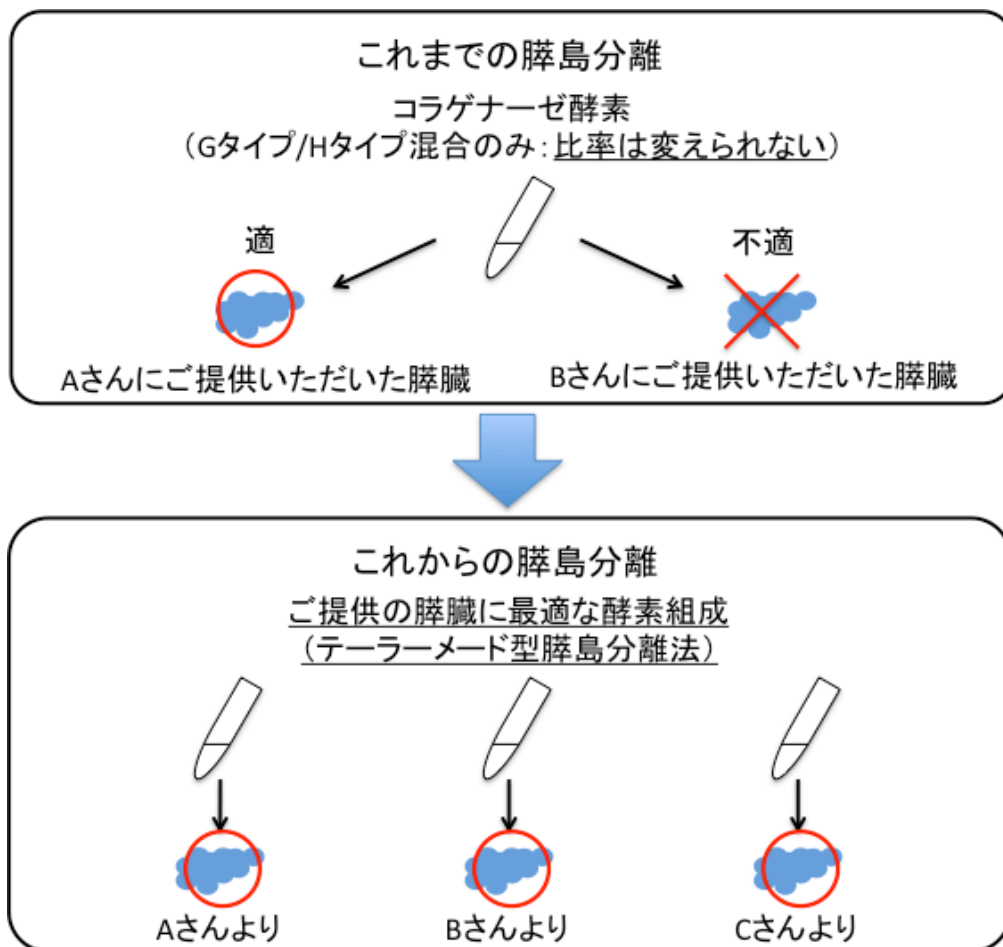 これまでの膵島分離
コラゲナーゼ酵素
（Gタイプ/Hタイプ混合のみ：比率は変えられない）
適
不適
Aさんにご提供いただいた膵臓
Bさんにご提供いただいた膵臓
これからの膵島分離
ご提供の膵臓に最適な酵素組成
（テーラーメード型膵島分離法）
Aさんより
Bさんより
Cさんより